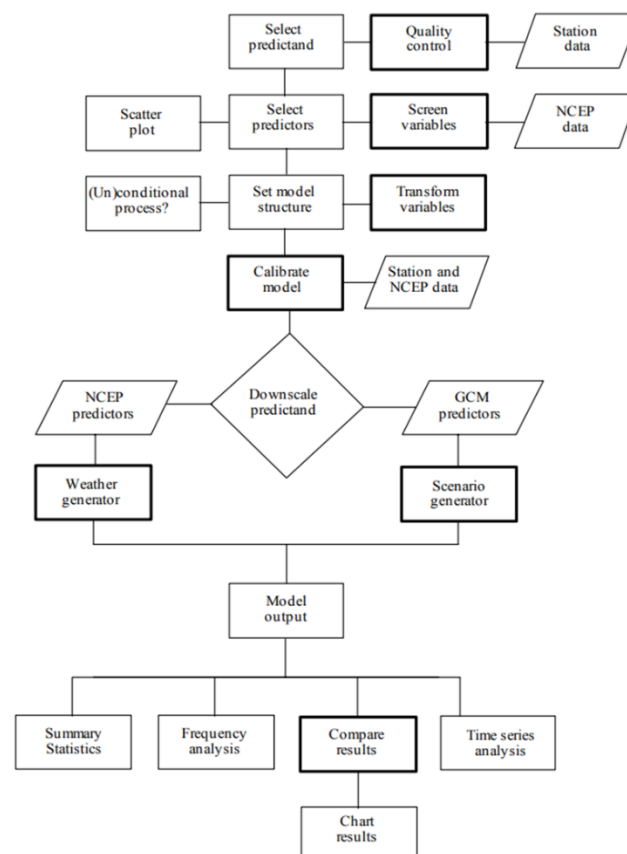 Select
predictand
Quality
control
Station
data
Scatter
plot
Select
predictors
Screen
variables
NCEP
data
(Un)conditional
process?
Set model
structure
Transform
variables
Calibrate
model
Station and
NCEP data
NCEP
predictors
Downscale
predictand
GCM
predictors
Weather
generator
Scenario
generator
Model
output
Summary
Statistics
Frequency
analysis
Compare
results
Time series
analysis
Chart
results